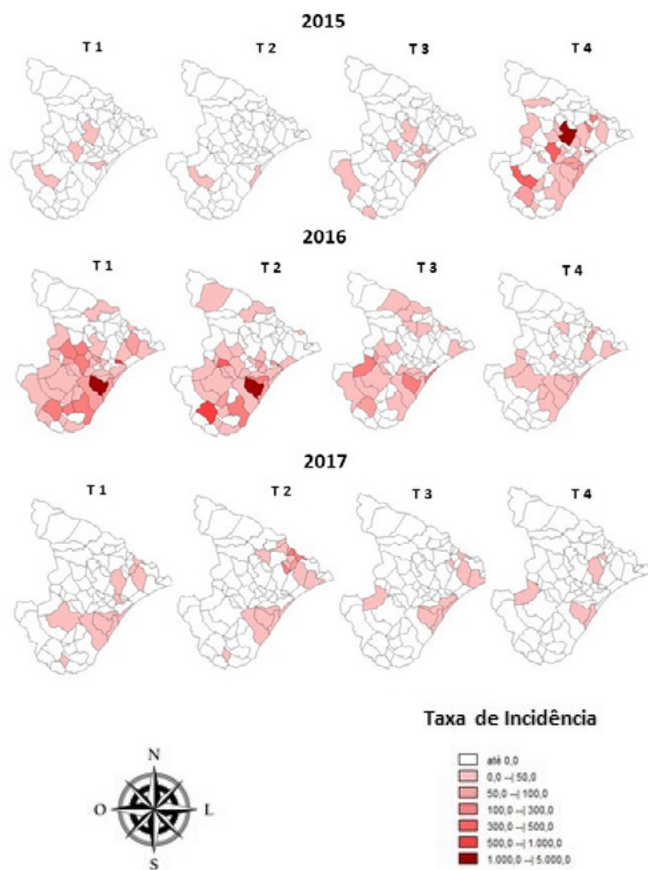 2015
T 1 T 2 T 3 T 4
2016
T 1 T 2 T 3 T 4
2017
T 1 T 2 T 3 T 4
Taxa de Incidência
até 0,0
0,0 --| 50,0
50,0 --| 100,0
100,0 --| 300,0
300,0 --| 500,0
500,0 --| 1.000,0
1.000,0 --| 5.000,0
N
O L
S